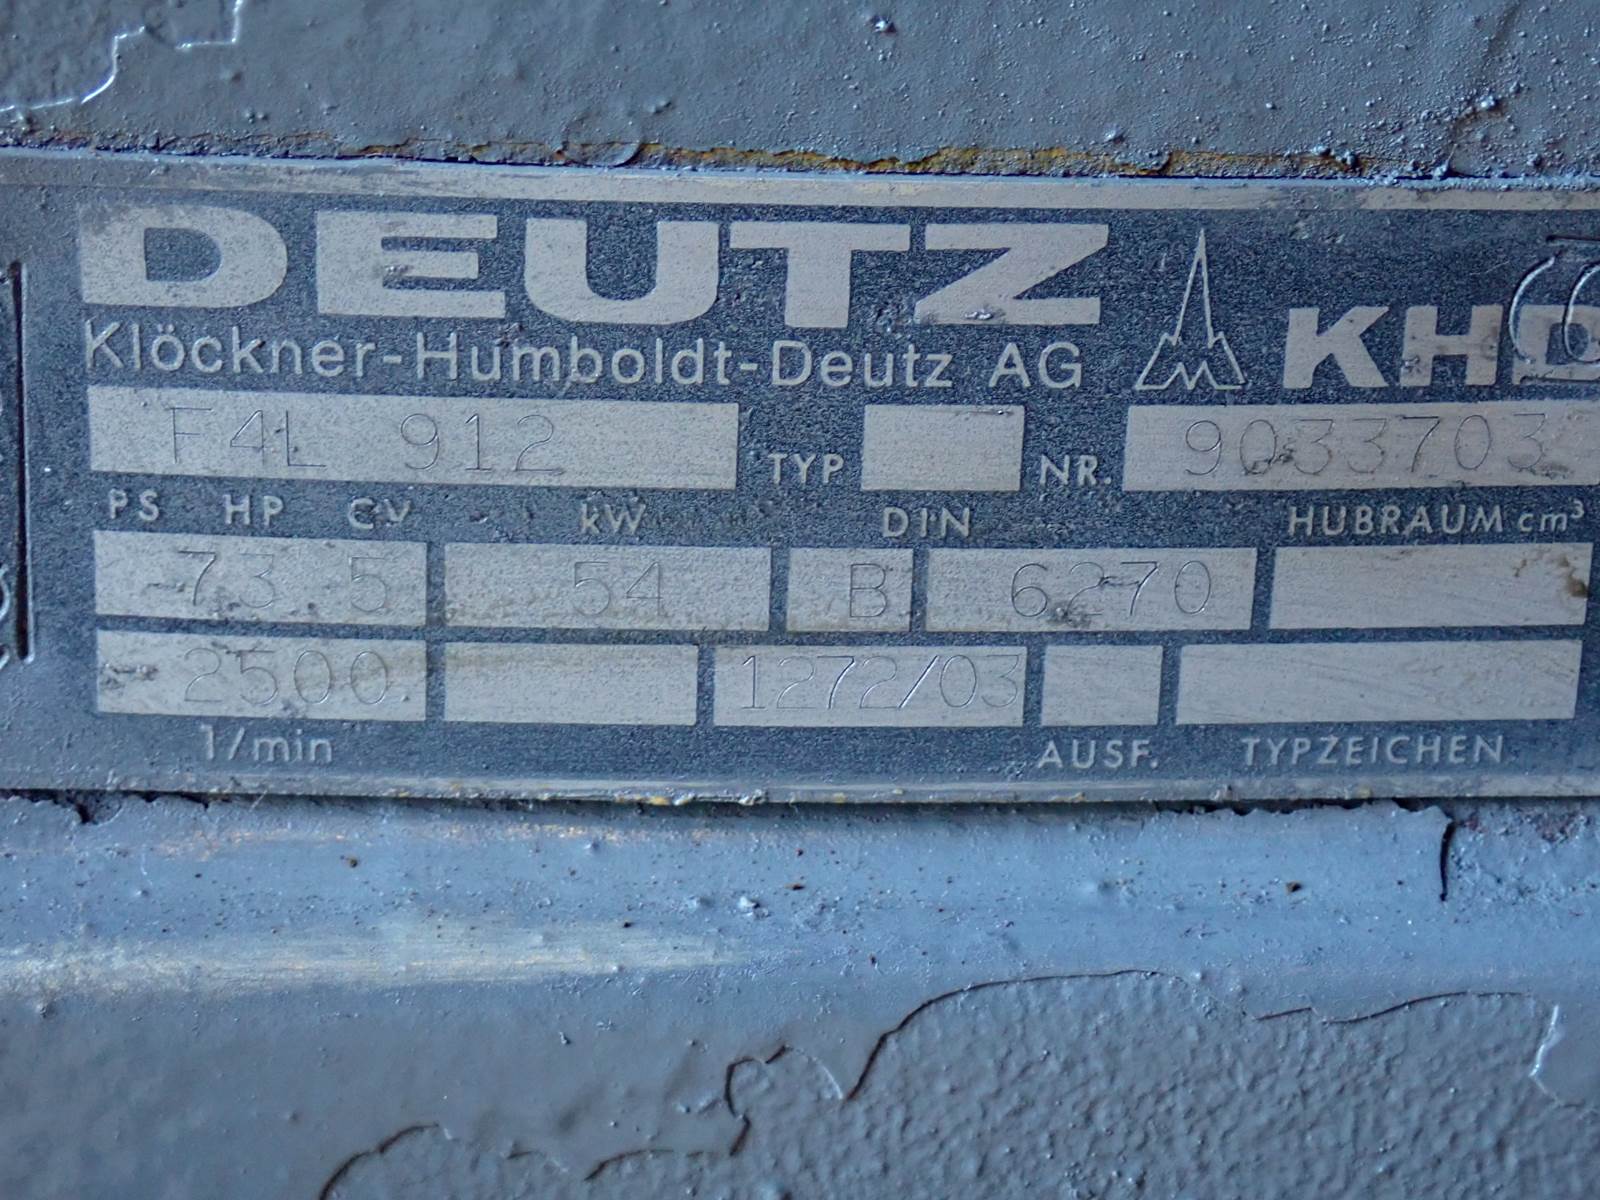 DEUTZ KHD
Klöckner-Humboldt-Deutz AG
F4L 912 TYP NR. 9033703
PS HP CV kW DIN HUBRAUM cm³
73 5 54 B 6270
2500 1272/03
1/min AUSF. TYPZEICHEN